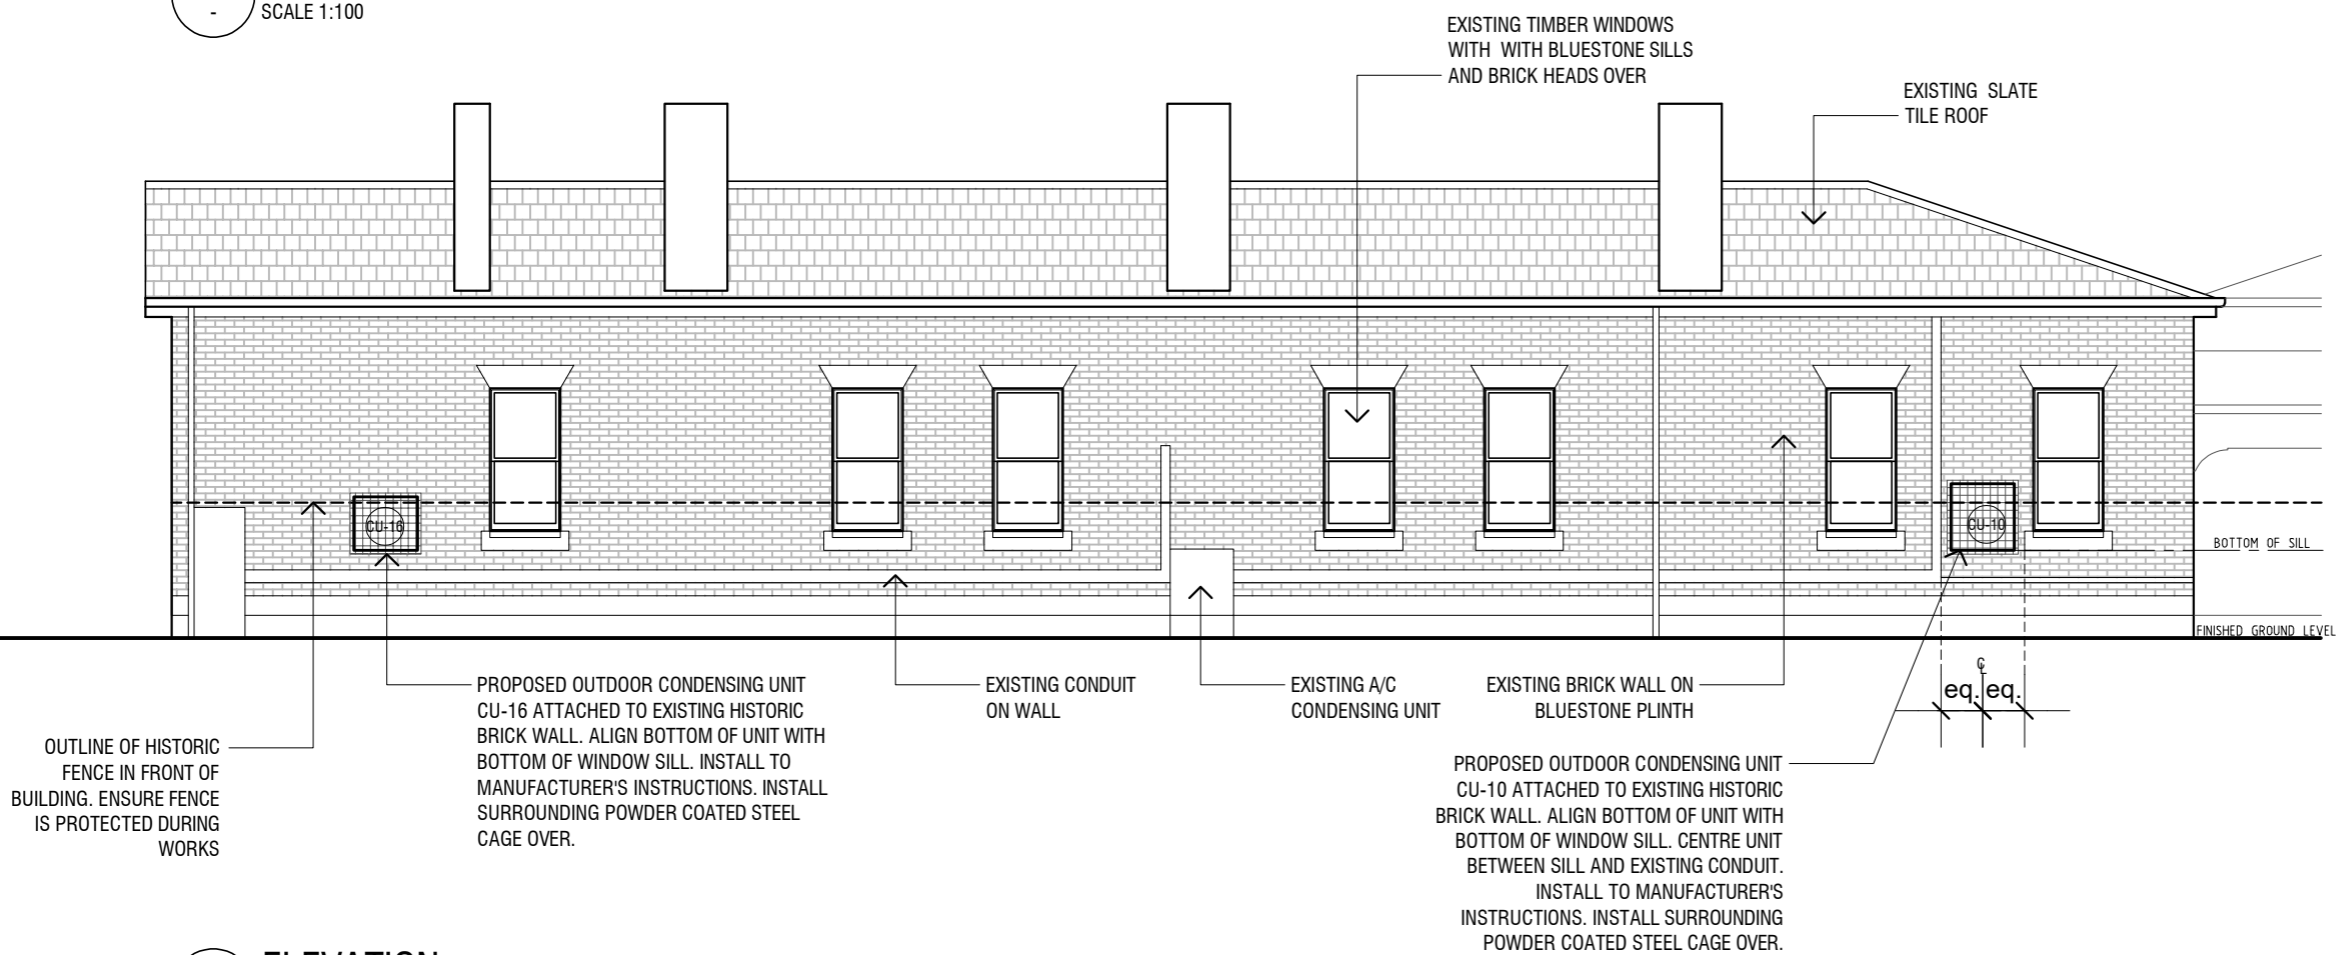 -
SCALE 1:100
EXISTING TIMBER WINDOWS
WITH WITH BLUESTONE SILLS
AND BRICK HEADS OVER
EXISTING SLATE
TILE ROOF
CU-16
CU-10
BOTTOM OF SILL
FINISHED GROUND LEVEL
OUTLINE OF HISTORIC
FENCE IN FRONT OF
BUILDING. ENSURE FENCE
IS PROTECTED DURING
WORKS
PROPOSED OUTDOOR CONDENSING UNIT
CU-16 ATTACHED TO EXISTING HISTORIC
BRICK WALL. ALIGN BOTTOM OF UNIT WITH
BOTTOM OF WINDOW SILL. INSTALL TO
MANUFACTURER'S INSTRUCTIONS. INSTALL
SURROUNDING POWDER COATED STEEL
CAGE OVER.
EXISTING CONDUIT
ON WALL
EXISTING A/C
CONDENSING UNIT
EXISTING BRICK WALL ON
BLUESTONE PLINTH
℄
eq. eq.
PROPOSED OUTDOOR CONDENSING UNIT
CU-10 ATTACHED TO EXISTING HISTORIC
BRICK WALL. ALIGN BOTTOM OF UNIT WITH
BOTTOM OF WINDOW SILL. CENTRE UNIT
BETWEEN SILL AND EXISTING CONDUIT.
INSTALL TO MANUFACTURER'S
INSTRUCTIONS. INSTALL SURROUNDING
POWDER COATED STEEL CAGE OVER.
ELEVATION